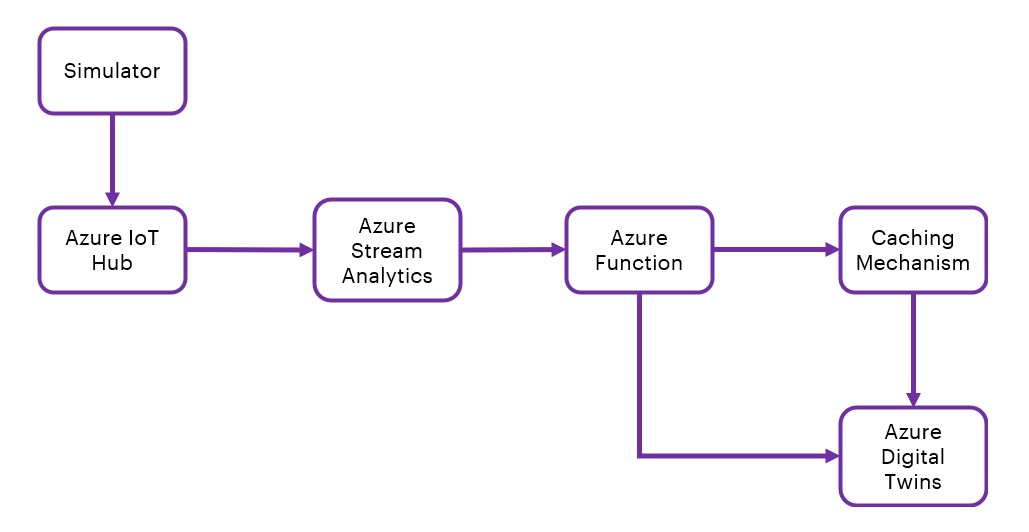 Simulator
Azure IoT
Hub
Azure
Stream
Analytics
Azure
Function
Caching
Mechanism
Azure
Digital
Twins